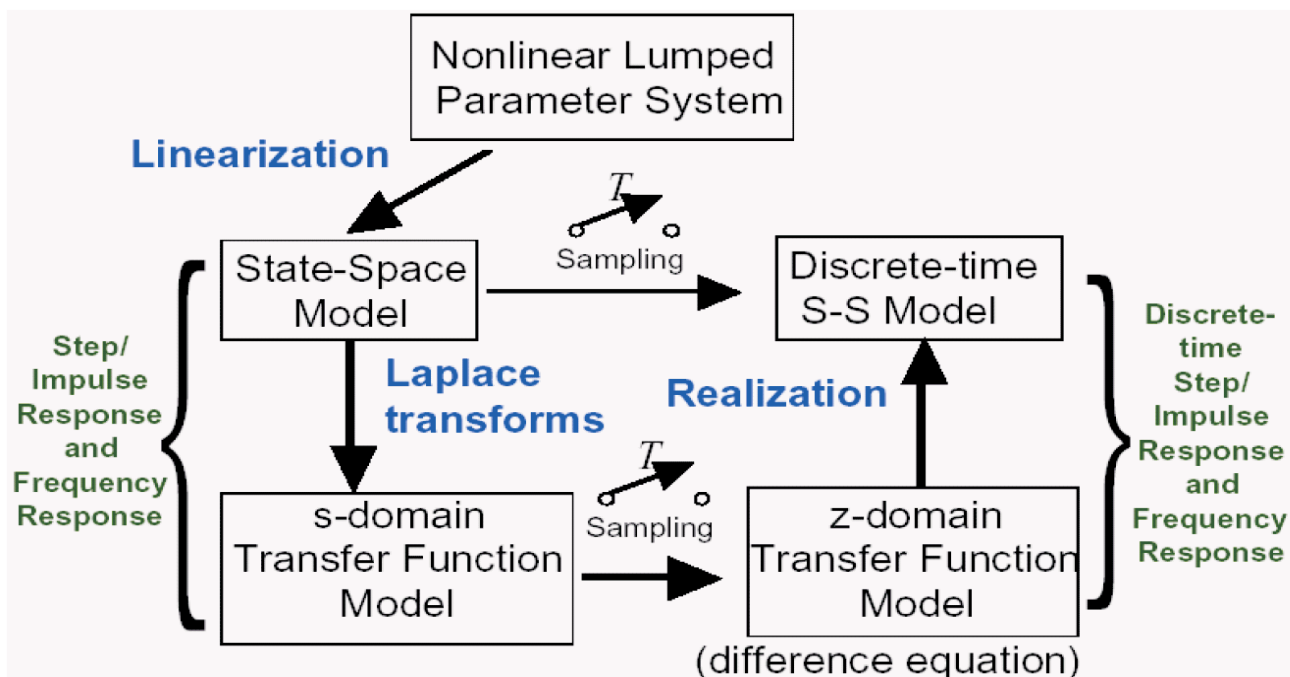 Nonlinear Lumped
Parameter System
Linearization
T
Sampling
State-Space
Model
Discrete-time
S-S Model
Step/
Impulse
Response
and
Frequency
Response
Laplace
transforms
Realization
Discrete-
time
Step/
Impulse
Response
and
Frequency
Response
T
Sampling
s-domain
Transfer Function
Model
z-domain
Transfer Function
Model
(difference equation)